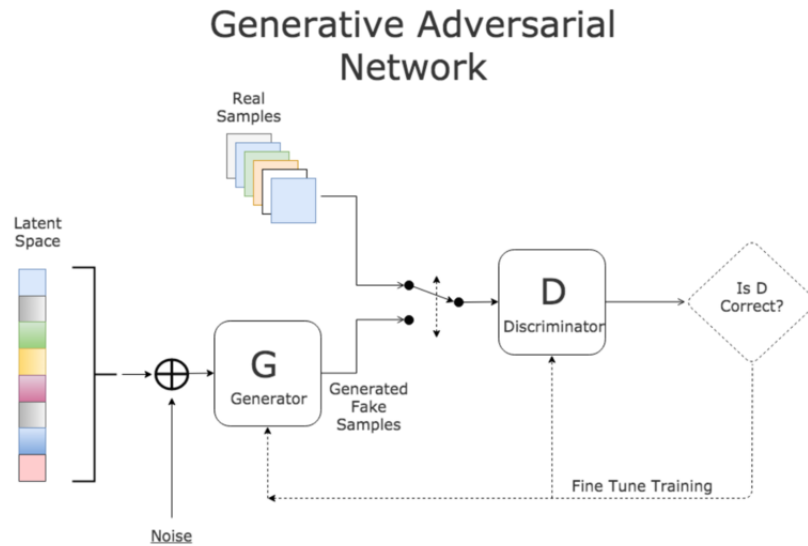 Generative Adversarial
Network
Real
Samples
Latent
Space
G
Generator
Generated
Fake
Samples
D
Discriminator
Is D
Correct?
Fine Tune Training
Noise